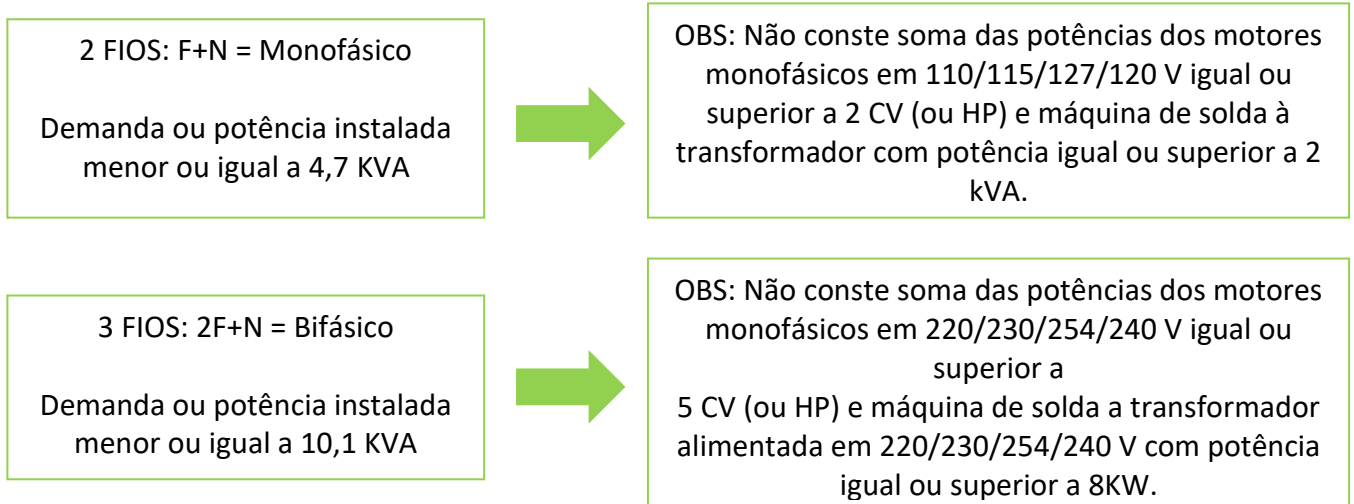 2 FIOS: F+N = Monofásico
Demanda ou potência instalada
menor ou igual a 4,7 KVA
OBS: Não conste soma das potências dos motores
monofásicos em 110/115/127/120 V igual ou
superior a 2 CV (ou HP) e máquina de solda à
transformador com potência igual ou superior a 2
kVA.
3 FIOS: 2F+N = Bifásico
Demanda ou potência instalada
menor ou igual a 10,1 KVA
OBS: Não conste soma das potências dos motores
monofásicos em 220/230/254/240 V igual ou
superior a
5 CV (ou HP) e máquina de solda a transformador
alimentada em 220/230/254/240 V com potência
igual ou superior a 8KW.